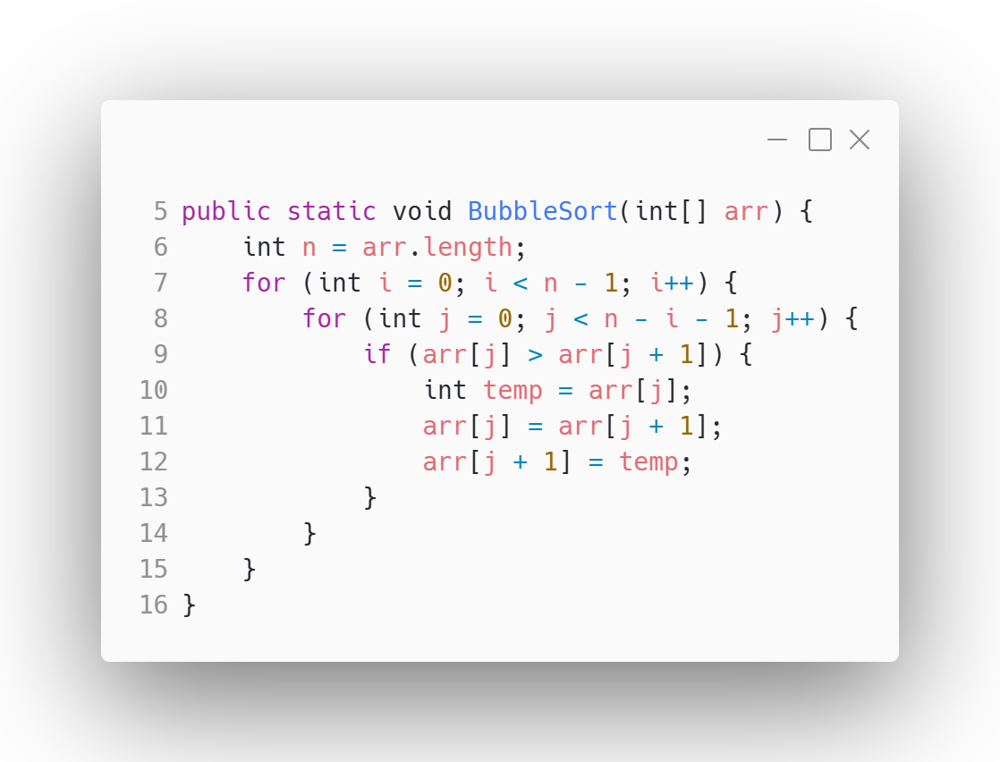 5 public static void BubbleSort(int[] arr) {
6     int n = arr.length;
7     for (int i = 0; i < n - 1; i++) {
8         for (int j = 0; j < n - i - 1; j++) {
9             if (arr[j] > arr[j + 1]) {
10                 int temp = arr[j];
11                 arr[j] = arr[j + 1];
12                 arr[j + 1] = temp;
13             }
14         }
15     }
16 }